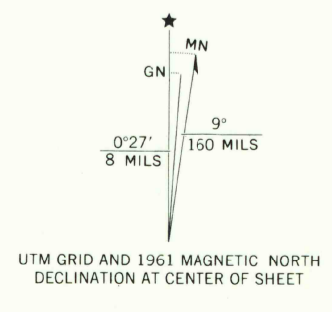 MN
GN
9°
160 MILS
0°27'
8 MILS
UTM GRID AND 1961 MAGNETIC NORTH
DECLINATION AT CENTER OF SHEET